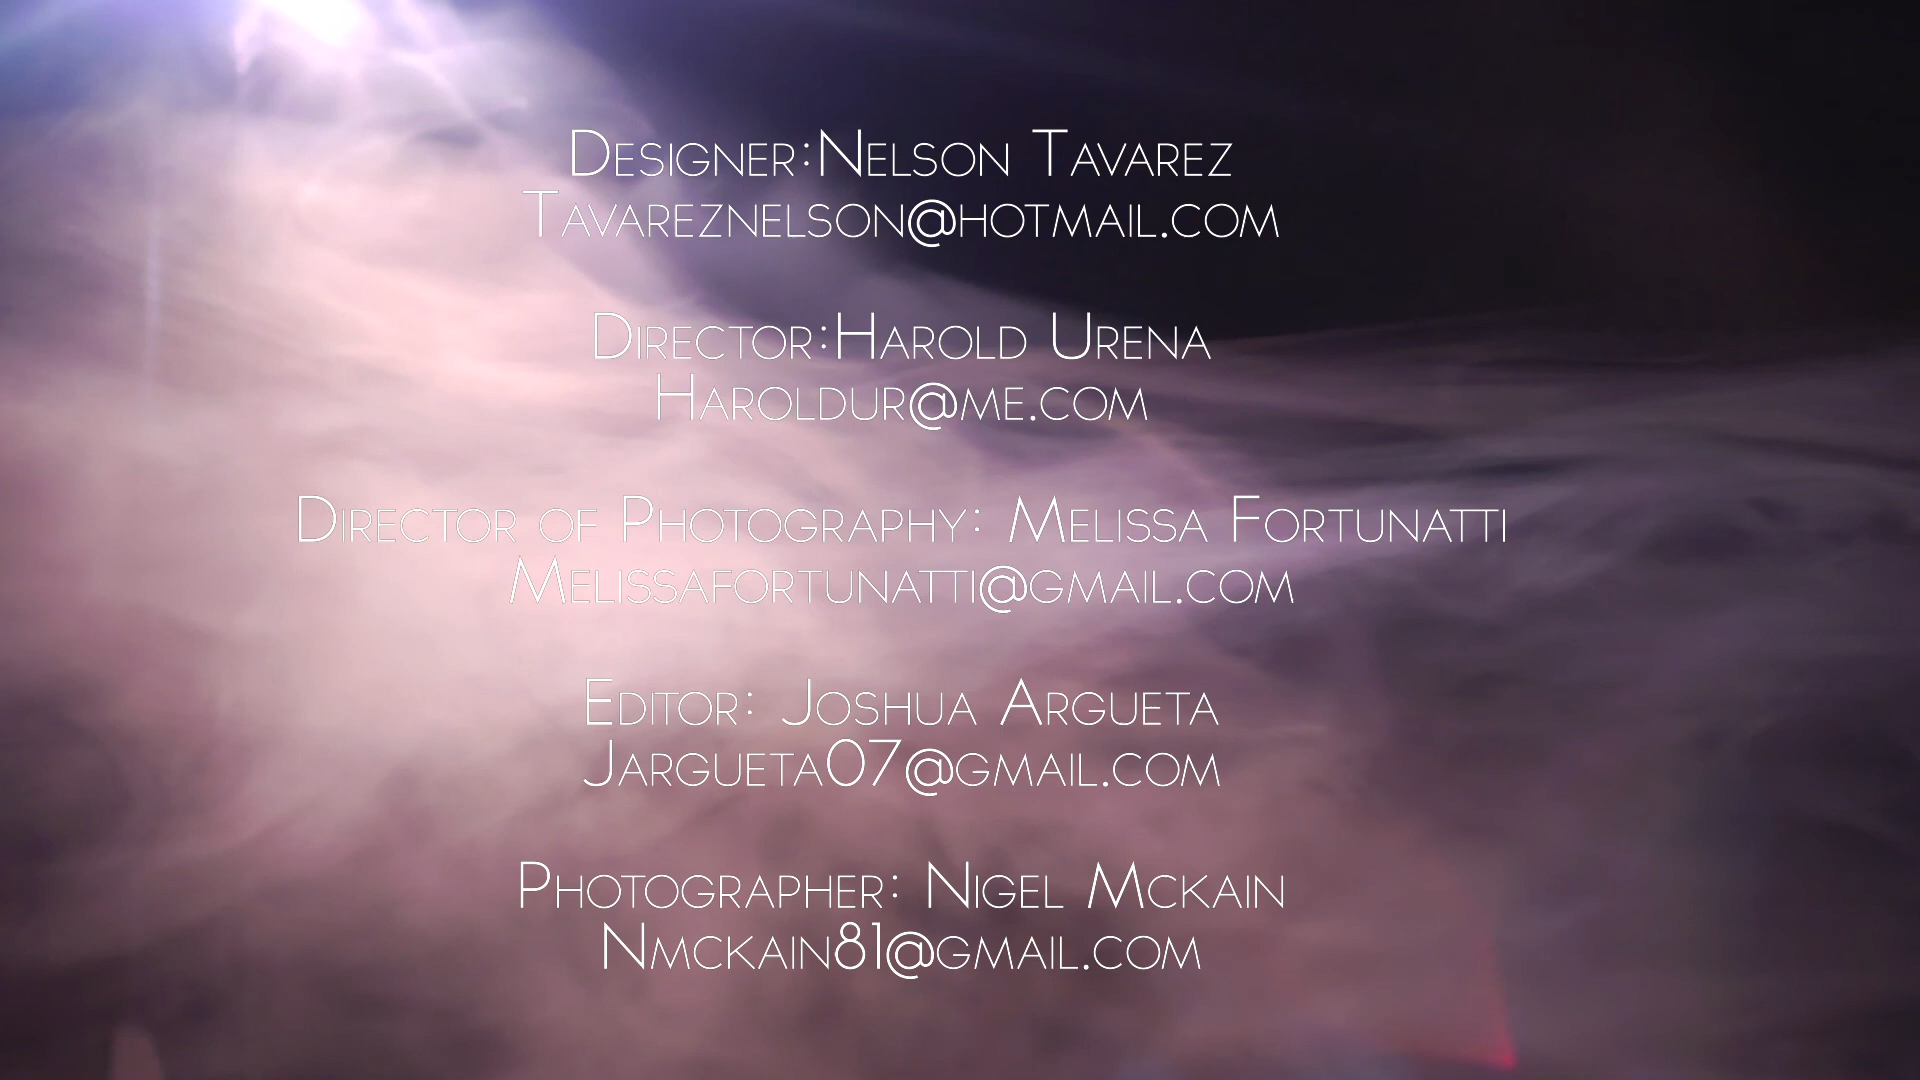 Designer:Nelson Tavarez
Tavareznelson@hotmail.com
Director:Harold Urena
Haroldur@me.com
Director of Photography: Melissa Fortunatti
Melissafortunatti@gmail.com
Editor: Joshua Argueta
Jargueta07@gmail.com
Photographer: Nigel Mckain
Nmckain81@gmail.com